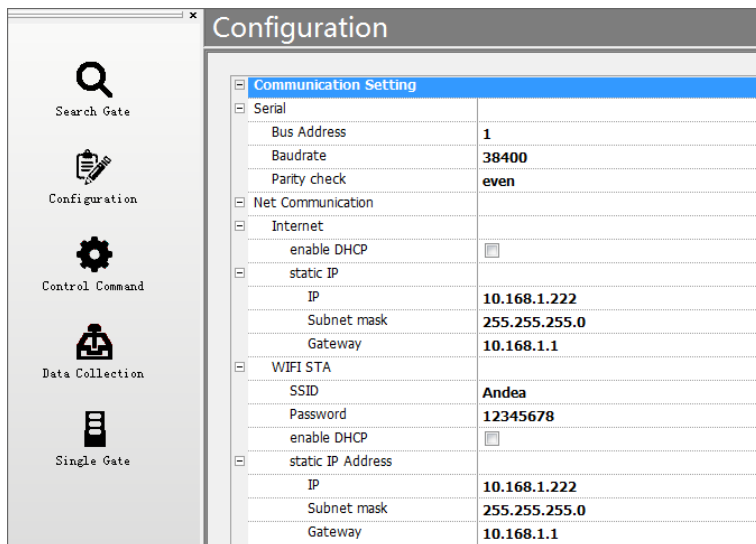 Configuration
Search Gate
Configuration
Control Command
Data Collection
Single Gate
Communication Setting
Serial
Bus Address 1
Baudrate 38400
Parity check even
Net Communication
Internet
enable DHCP
static IP
IP 10.168.1.222
Subnet mask 255.255.255.0
Gateway 10.168.1.1
WIFI STA
SSID Andea
Password 12345678
enable DHCP
static IP Address
IP 10.168.1.222
Subnet mask 255.255.255.0
Gateway 10.168.1.1